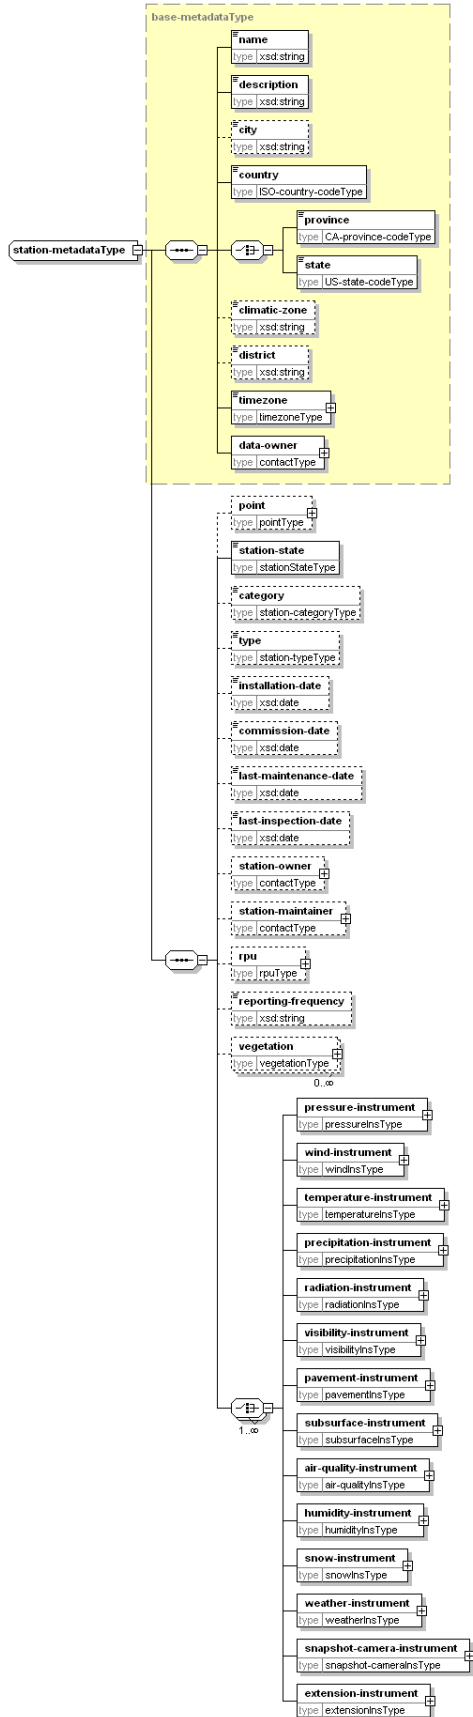 base-metadataType
name
type xsd:string
description
type xsd:string
city
type xsd:string
country
type ISO-country-codeType
province
type CA-province-codeType
station-metadataType
state
type US-state-codeType
climatic-zone
type xsd:string
district
type xsd:string
timezone
type timezoneType
data-owner
type contactType
point
type pointType
station-state
type stationStateType
category
type station-categoryType
type
type station-typeType
installation-date
type xsd:date
commission-date
type xsd:date
last-maintenance-date
type xsd:date
last-inspection-date
type xsd:date
station-owner
type contactType
station-maintainer
type contactType
rpu
type rpuType
reporting-frequency
type xsd:string
vegetation
type vegetationType
0..∞
pressure-instrument
type pressureInsType
wind-instrument
type windInsType
temperature-instrument
type temperatureInsType
precipitation-instrument
type precipitationInsType
radiation-instrument
type radiationInsType
visibility-instrument
type visibilityInsType
pavement-instrument
type pavementInsType
1..∞
subsurface-instrument
type subsurfaceInsType
air-quality-instrument
type air-qualityInsType
humidity-instrument
type humidityInsType
snow-instrument
type snowInsType
weather-instrument
type weatherInsType
snapshot-camera-instrument
type snapshot-cameraInsType
extension-instrument
type extensionInsType